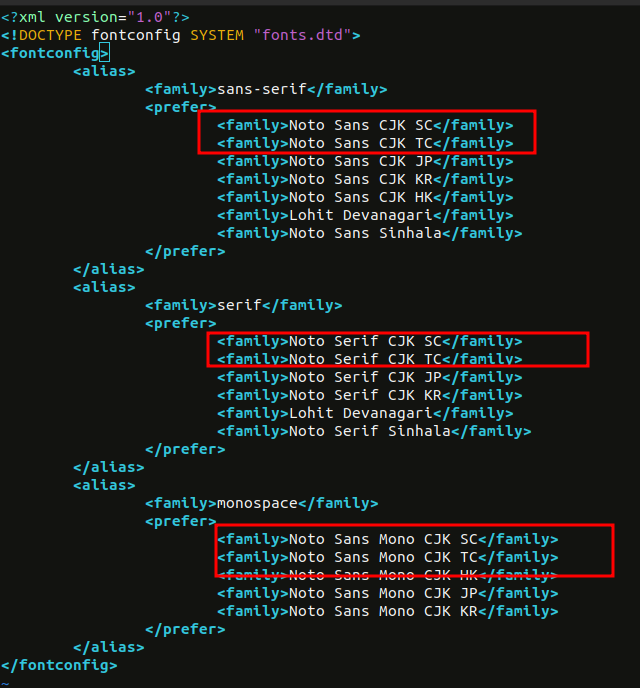 <?xml version="1.0"?>
<!DOCTYPE fontconfig SYSTEM "fonts.dtd">
<fontconfig>
<alias>
<family>sans-serif</family>
<prefer>
<family>Noto Sans CJK SC</family>
<family>Noto Sans CJK TC</family>
<family>Noto Sans CJK JP</family>
<family>Noto Sans CJK KR</family>
<family>Noto Sans CJK HK</family>
<family>Lohit Devanagari</family>
<family>Noto Sans Sinhala</family>
</prefer>
</alias>
<alias>
<family>serif</family>
<prefer>
<family>Noto Serif CJK SC</family>
<family>Noto Serif CJK TC</family>
<family>Noto Serif CJK JP</family>
<family>Noto Serif CJK KR</family>
<family>Lohit Devanagari</family>
<family>Noto Serif Sinhala</family>
</prefer>
</alias>
<alias>
<family>monospace</family>
<prefer>
<family>Noto Sans Mono CJK SC</family>
<family>Noto Sans Mono CJK TC</family>
<family>Noto Sans Mono CJK HK</family>
<family>Noto Sans Mono CJK JP</family>
<family>Noto Sans Mono CJK KR</family>
</prefer>
</alias>
</fontconfig>
~